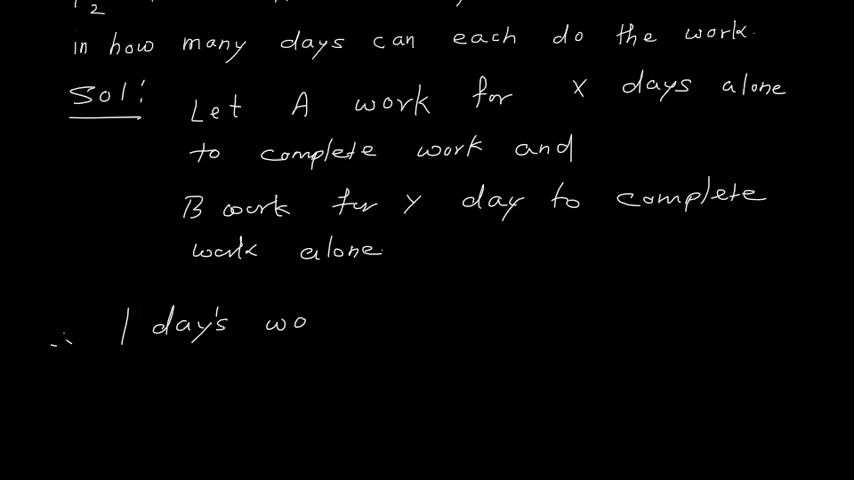 2
in how many days can each do the work.
Sol:
Let A work for x days alone
to complete work and
B work for y day to complete
work alone.
∴ 1 day's wo